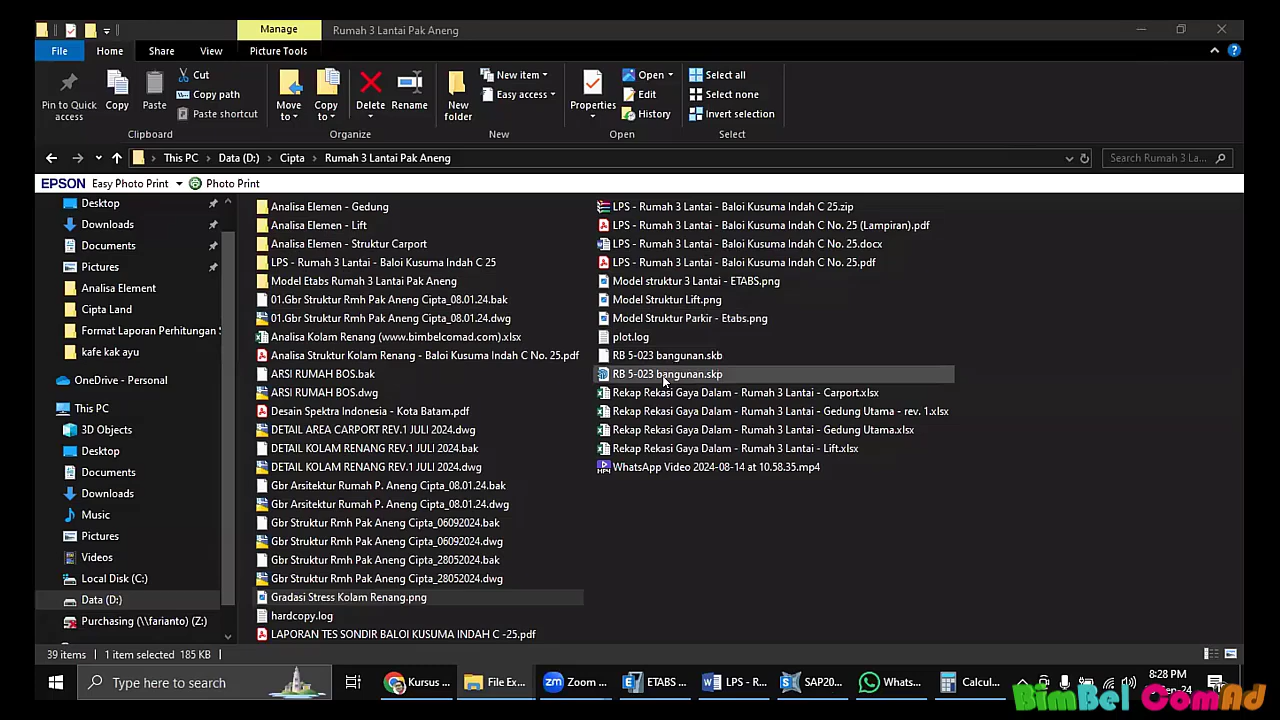 Manage
Rumah 3 Lantai Pak Aneng
File
Home
Share
View
Picture Tools
Pin to Quick access
Copy
Paste
Cut
Copy path
Paste shortcut
Move to
Copy to
Delete
Rename
New folder
New item
Easy access
Properties
Open
Edit
History
Select all
Select none
Invert selection
Clipboard
Organize
New
Open
Select
This PC
Data (D:)
Cipta
Rumah 3 Lantai Pak Aneng
Search Rumah 3 La...
EPSON
Easy Photo Print
Photo Print
Desktop
Downloads
Documents
Pictures
Analisa Element
Cipta Land
Format Laporan Perhitungan
kafe kak ayu
OneDrive - Personal
This PC
3D Objects
Desktop
Documents
Downloads
Music
Pictures
Videos
Local Disk (C:)
Data (D:)
Purchasing (\\farianto) (Z:)
Analisa Elemen - Gedung
Analisa Elemen - Lift
Analisa Elemen - Struktur Carport
LPS - Rumah 3 Lantai - Baloi Kusuma Indah C 25
Model Etabs Rumah 3 Lantai Pak Aneng
01.Gbr Struktur Rmh Pak Aneng Cipta_08.01.24.bak
01.Gbr Struktur Rmh Pak Aneng Cipta_08.01.24.dwg
Analisa Kolam Renang (www.bimbelcomad.com).xlsx
Analisa Struktur Kolam Renang - Baloi Kusuma Indah C No. 25.pdf
ARSI RUMAH BOS.bak
ARSI RUMAH BOS.dwg
Desain Spektra Indonesia - Kota Batam.pdf
DETAIL AREA CARPORT REV.1 JULI 2024.dwg
DETAIL KOLAM RENANG REV.1 JULI 2024.bak
DETAIL KOLAM RENANG REV.1 JULI 2024.dwg
Gbr Arsitektur Rumah P. Aneng Cipta_08.01.24.bak
Gbr Arsitektur Rumah P. Aneng Cipta_08.01.24.dwg
Gbr Struktur Rmh Pak Aneng Cipta_06092024.bak
Gbr Struktur Rmh Pak Aneng Cipta_06092024.dwg
Gbr Struktur Rmh Pak Aneng Cipta_28052024.bak
Gbr Struktur Rmh Pak Aneng Cipta_28052024.dwg
Gradasi Stress Kolam Renang.png
hardcopy.log
LAPORAN TES SONDIR BALOI KUSUMA INDAH C -25.pdf
LPS - Rumah 3 Lantai - Baloi Kusuma Indah C 25.zip
LPS - Rumah 3 Lantai - Baloi Kusuma Indah C No. 25 (Lampiran).pdf
LPS - Rumah 3 Lantai - Baloi Kusuma Indah C No. 25.docx
LPS - Rumah 3 Lantai - Baloi Kusuma Indah C No. 25.pdf
Model struktur 3 Lantai - ETABS.png
Model Struktur Lift.png
Model Struktur Parkir - Etabs.png
plot.log
RB 5-023 bangunan.skb
RB 5-023 bangunan.skp
Rekap Rekasi Gaya Dalam - Rumah 3 Lantai - Carport.xlsx
Rekap Rekasi Gaya Dalam - Rumah 3 Lantai - Gedung Utama - rev. 1.xlsx
Rekap Rekasi Gaya Dalam - Rumah 3 Lantai - Gedung Utama.xlsx
Rekap Rekasi Gaya Dalam - Rumah 3 Lantai - Lift.xlsx
WhatsApp Video 2024-08-14 at 10.58.35.mp4
39 items
1 item selected 185 KB
Type here to search
Kursus ...
File Ex...
Zoom ...
ETABS ...
LPS - R...
SAP20...
Whats...
Calcul...
8:28 PM
BimBel ComAd